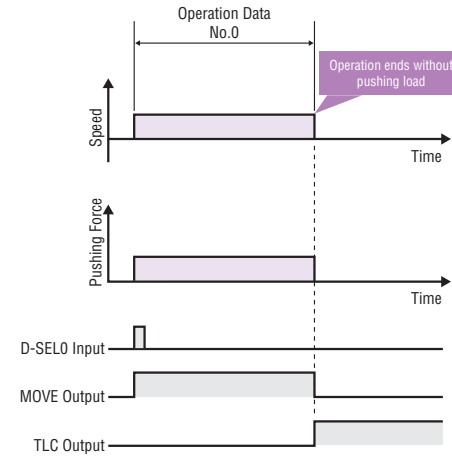 Operation Data
No.0
Operation ends without
pushing load
Speed
Time
Pushing Force
Time
D-SEL0 Input
MOVE Output
TLC Output